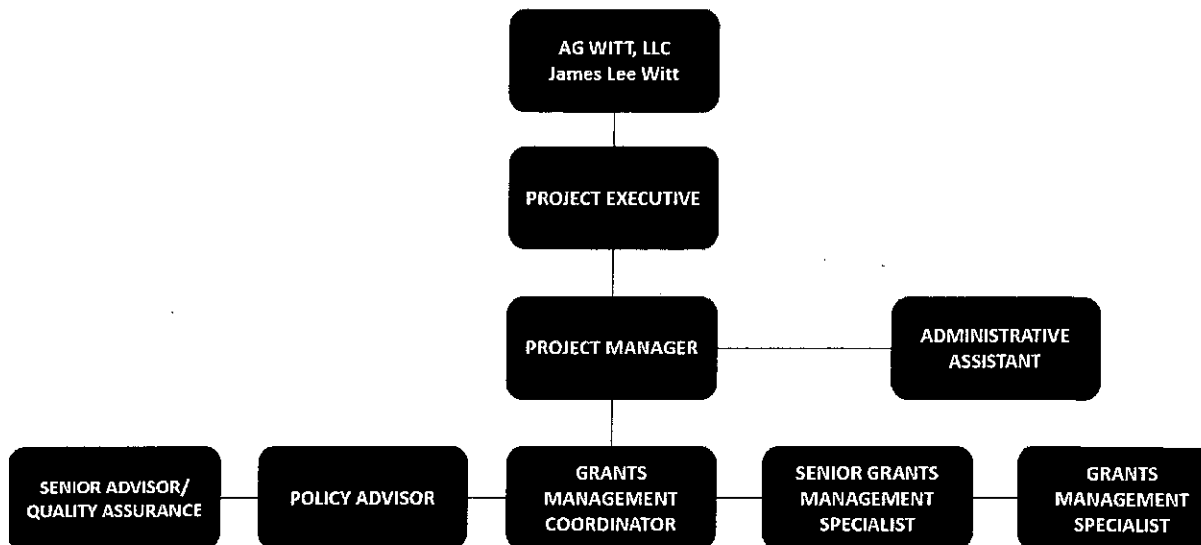 AG WITT, LLC
James Lee Witt
PROJECT EXECUTIVE
PROJECT MANAGER
ADMINISTRATIVE
ASSISTANT
SENIOR ADVISOR/
QUALITY ASSURANCE
POLICY ADVISOR
GRANTS
MANAGEMENT
COORDINATOR
SENIOR GRANTS
MANAGEMENT
SPECIALIST
GRANTS
MANAGEMENT
SPECIALIST